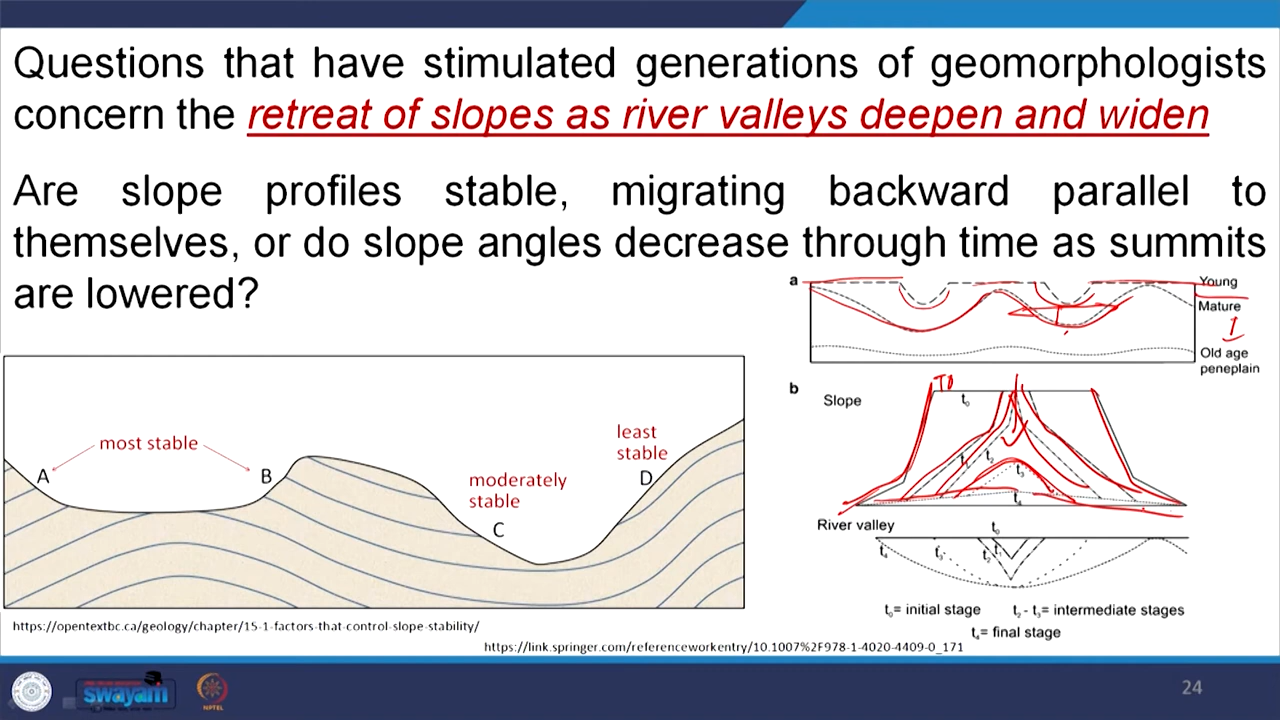 Questions that have stimulated generations of geomorphologists
concern the retreat of slopes as river valleys deepen and widen
Are slope profiles stable, migrating backward parallel to
themselves, or do slope angles decrease through time as summits
are lowered?
a
Young
Mature
I
Old age
peneplain
b
Slope
T0
t₀
t₁
t₂
t₃
t₄
River valley
t₀
t₄
t₃
t₂
t₁
t₀= initial stage t₂ - t₃= intermediate stages
t₄= final stage
most stable
A
B
least
stable
D
moderately
stable
C
https://opentextbc.ca/geology/chapter/15-1-factors-that-control-slope-stability/
https://link.springer.com/referenceworkentry/10.1007%2F978-1-4020-4409-0_171
swayam
NPTEL
24